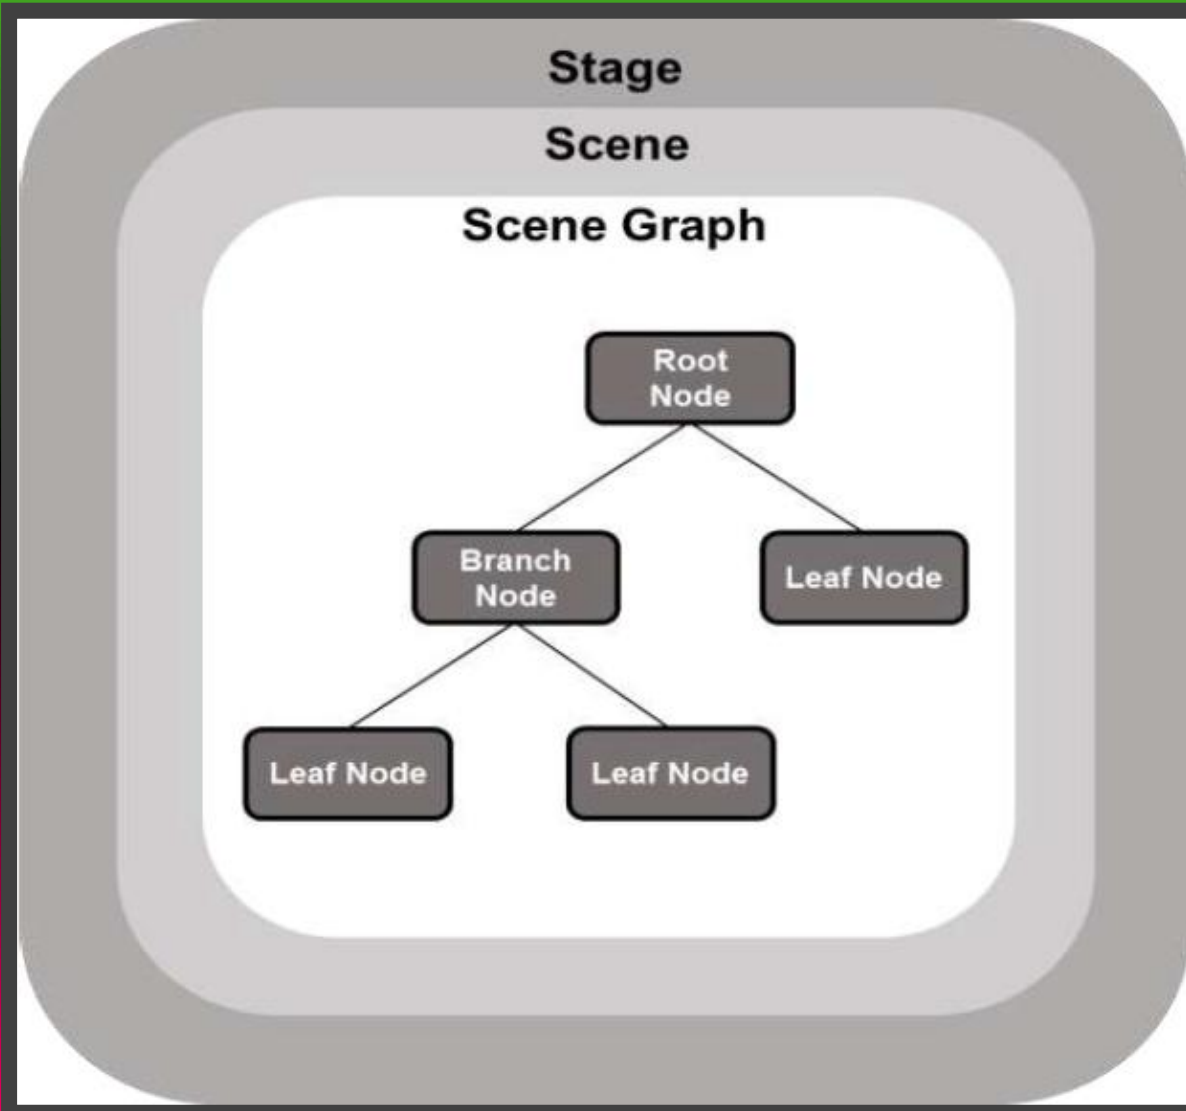 Stage
Scene
Scene Graph
Root
Node
Branch
Node
Leaf Node
Leaf Node
Leaf Node